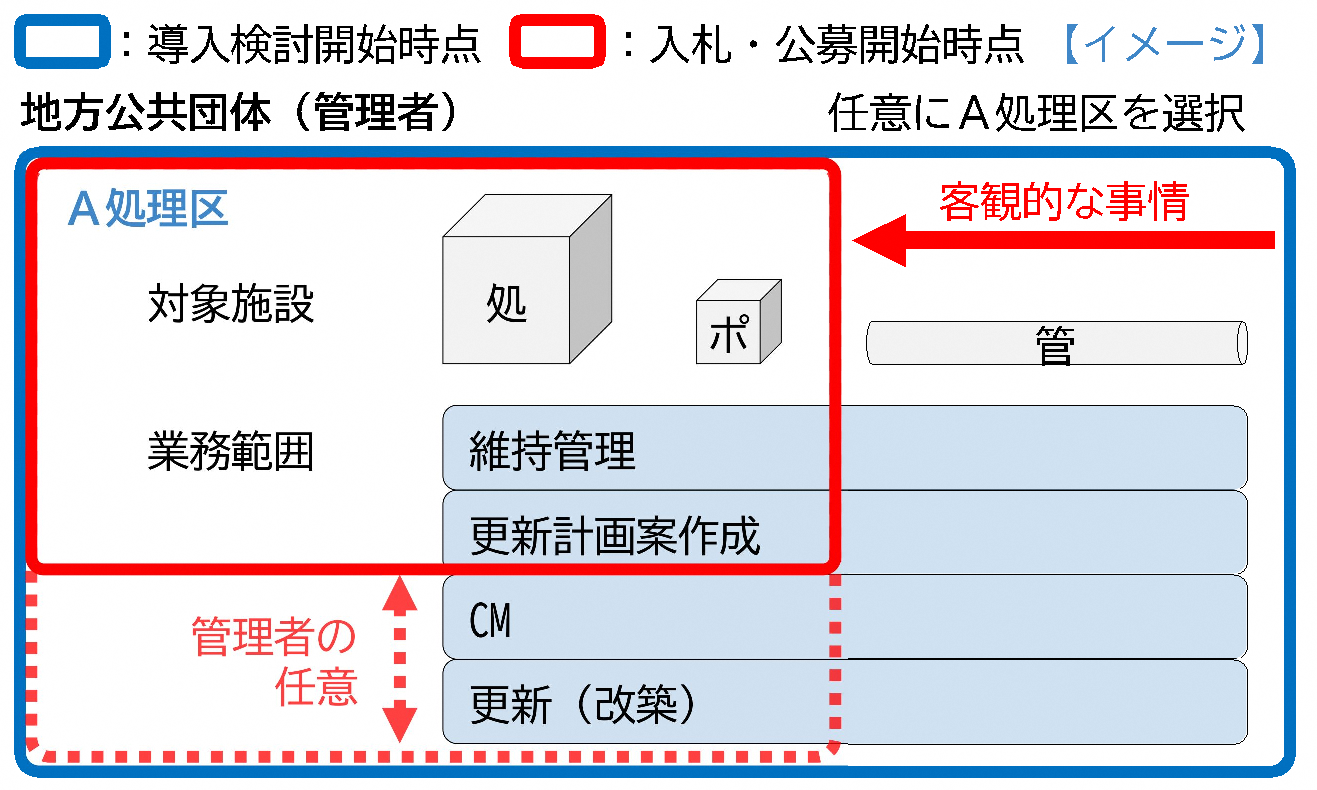 ：導入検討開始時点　：入札・公募開始時点　【イメージ】
地方公共団体（管理者）　任意にＡ処理区を選択
Ａ処理区
客観的な事情
対象施設
処
ポ
管
業務範囲
維持管理
更新計画案作成
CM
更新（改築）
管理者の
任意